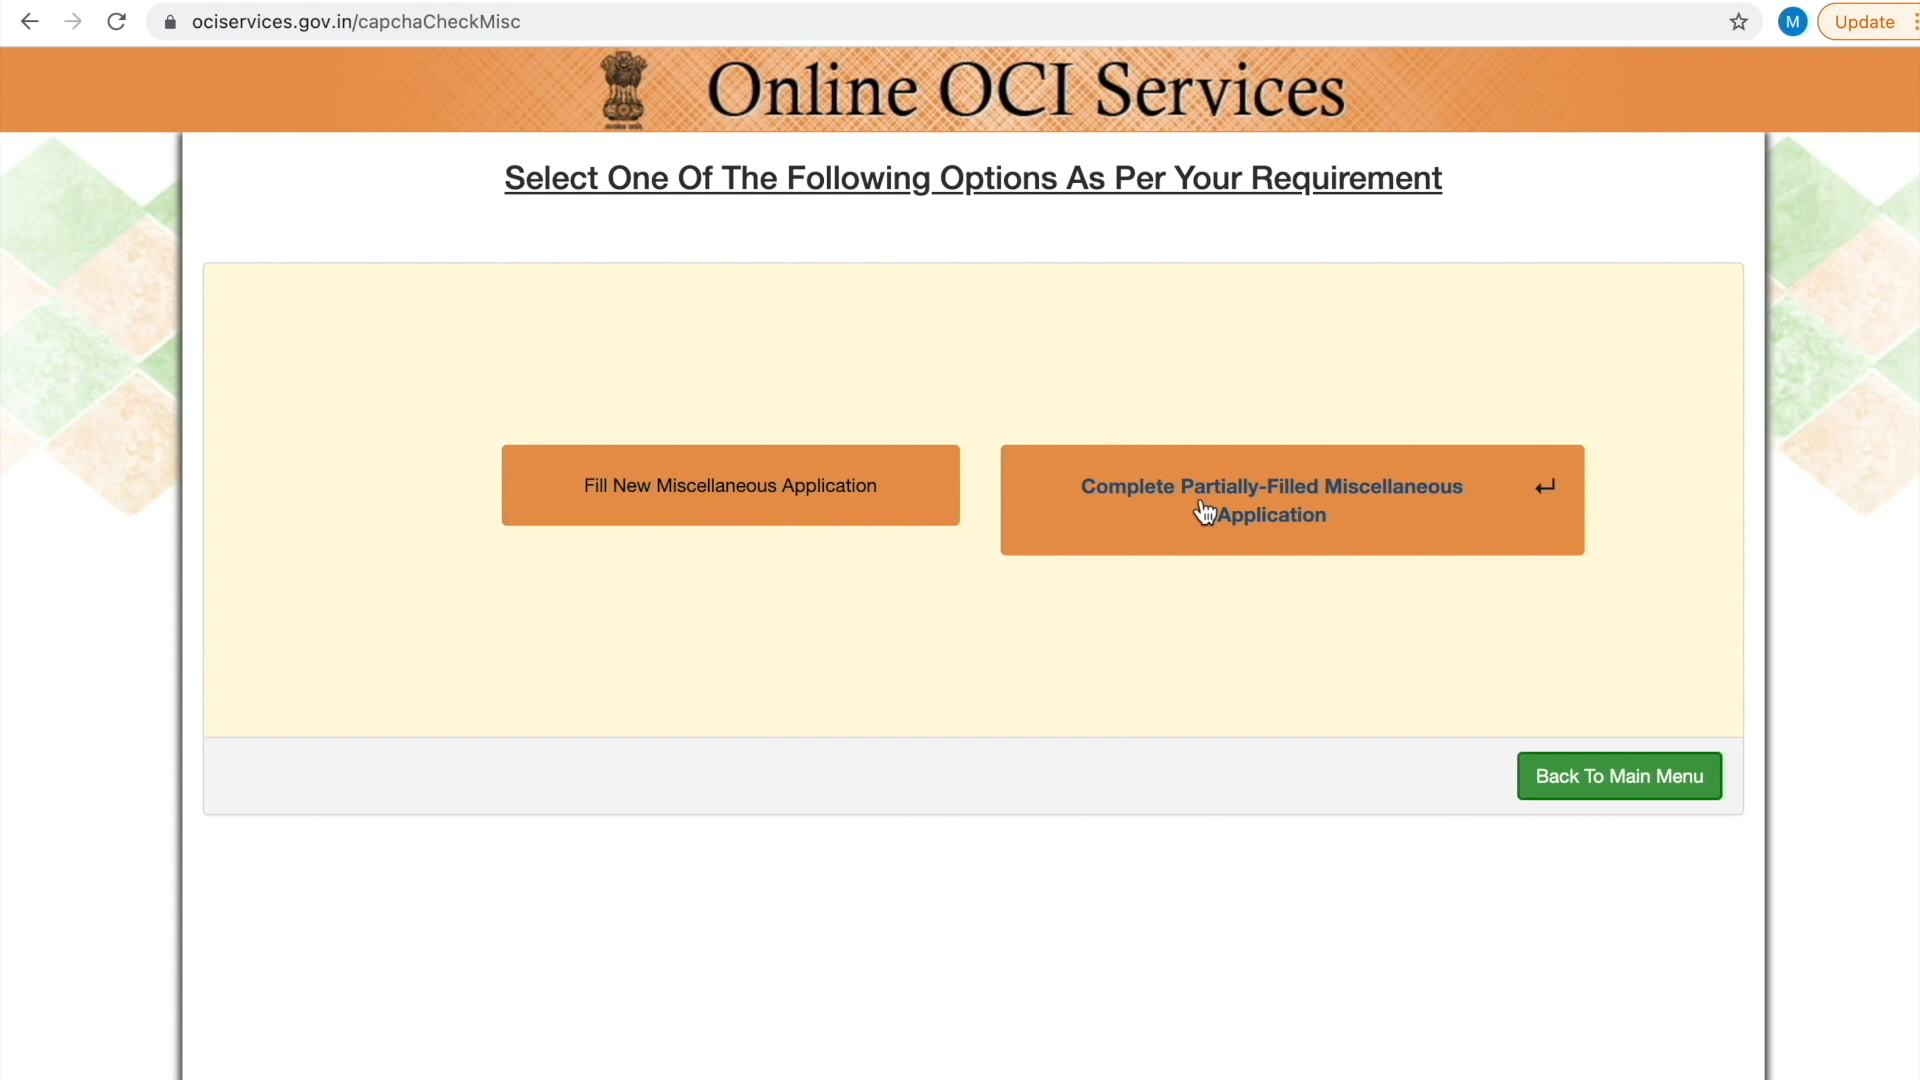 ociservices.gov.in/capchaCheckMisc
M
Update
Online OCI Services
Select One Of The Following Options As Per Your Requirement
Fill New Miscellaneous Application
Complete Partially-Filled Miscellaneous
Application
Back To Main Menu